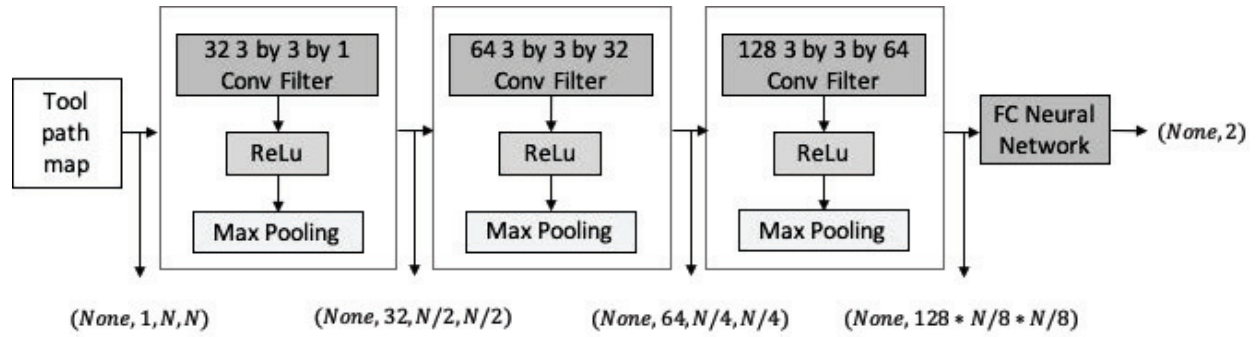 Tool
path
map
32 3 by 3 by 1
Conv Filter
ReLu
Max Pooling
64 3 by 3 by 32
Conv Filter
ReLu
Max Pooling
128 3 by 3 by 64
Conv Filter
ReLu
Max Pooling
FC Neural
Network
(None, 2)
(None, 1, N, N)
(None, 32, N/2, N/2)
(None, 64, N/4, N/4)
(None, 128 * N/8 * N/8)